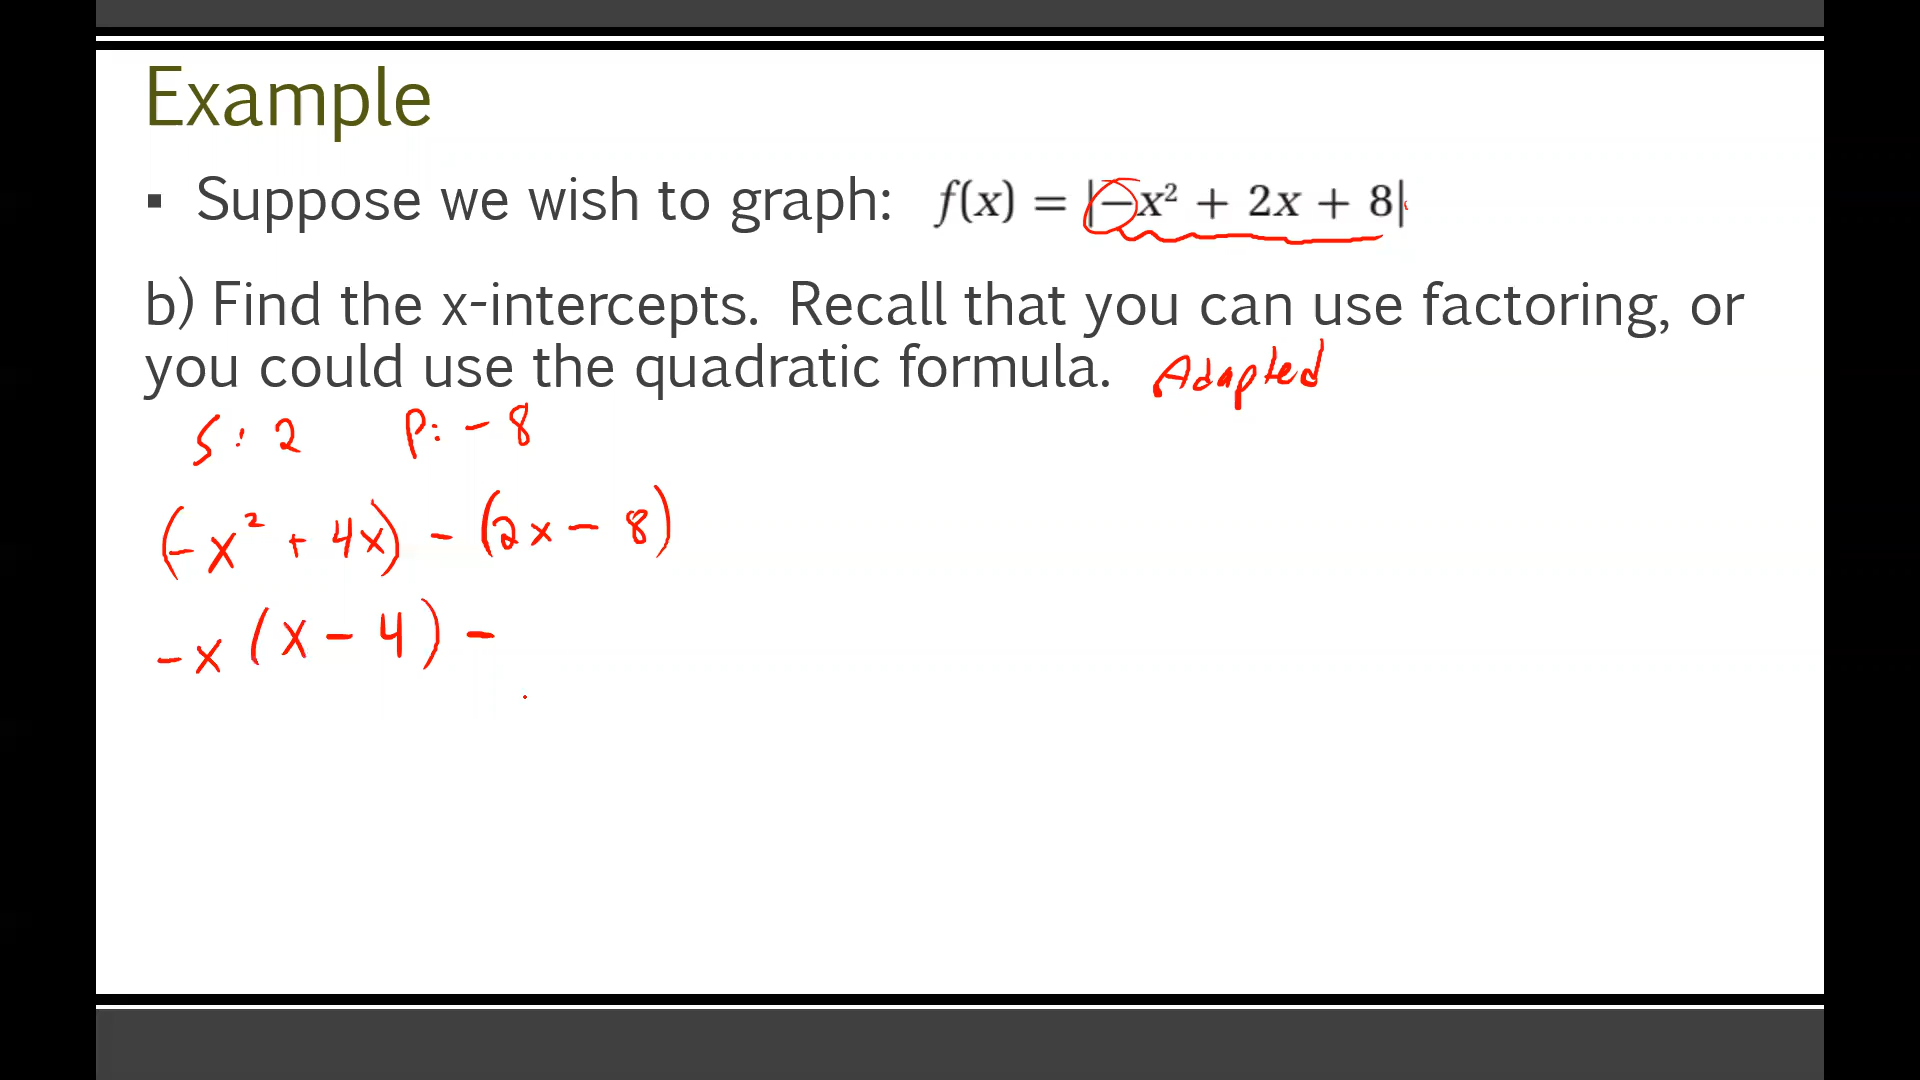 Example
▪ Suppose we wish to graph: f(x) = |−x² + 2x + 8|
b) Find the x-intercepts. Recall that you can use factoring, or
you could use the quadratic formula. Adapted
S: 2 P: - 8
(-x² + 4x) - (2x - 8)
-x (x - 4) -